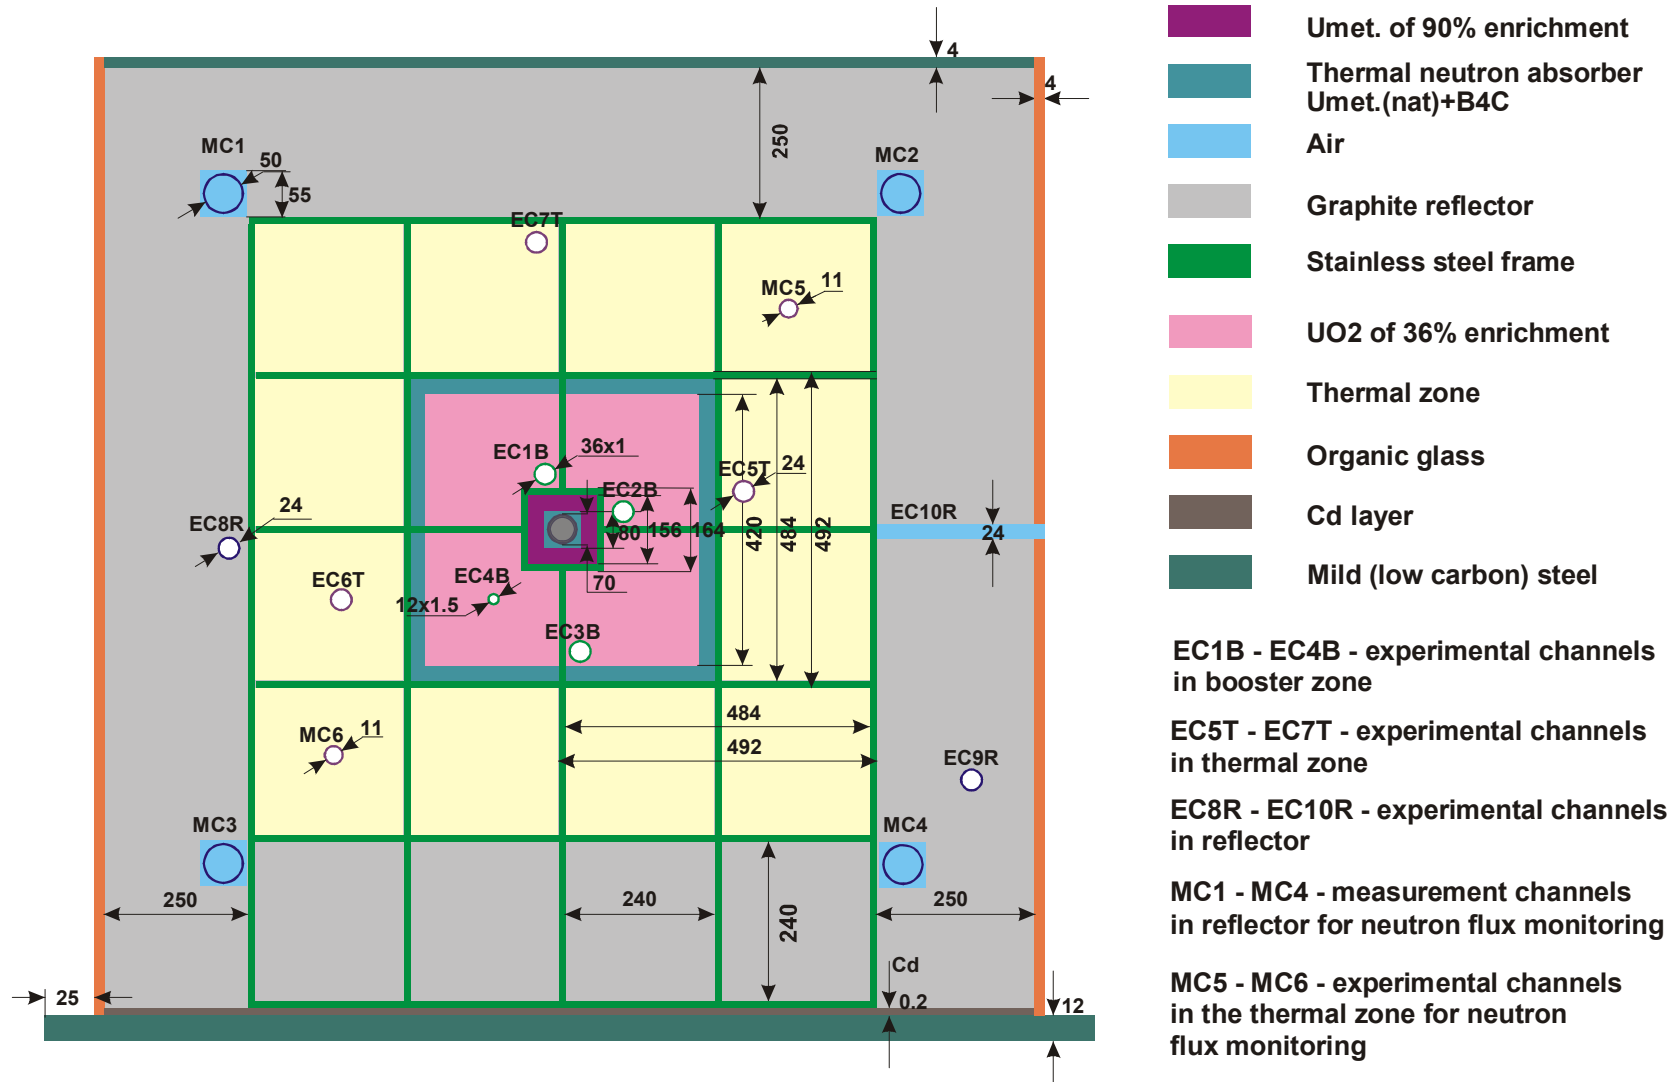 4
4
250
MC1
50
55
MC2
EC7T
MC5
11
EC1B
36x1
EC2B
EC5T
24
80
156
164
420
484
492
70
EC8R
24
EC10R
24
EC6T
EC4B
12x1.5
EC3B
484
492
MC6
11
EC9R
MC3
MC4
250
240
240
250
Cd
0.2
25
12
Umet. of 90% enrichment
Thermal neutron absorber
Umet.(nat)+B4C
Air
Graphite reflector
Stainless steel frame
UO2 of 36% enrichment
Thermal zone
Organic glass
Cd layer
Mild (low carbon) steel
EC1B - EC4B - experimental channels
in booster zone
EC5T - EC7T - experimental channels
in thermal zone
EC8R - EC10R - experimental channels
in reflector
MC1 - MC4 - measurement channels
in reflector for neutron flux monitoring
MC5 - MC6 - experimental channels
in the thermal zone for neutron
flux monitoring